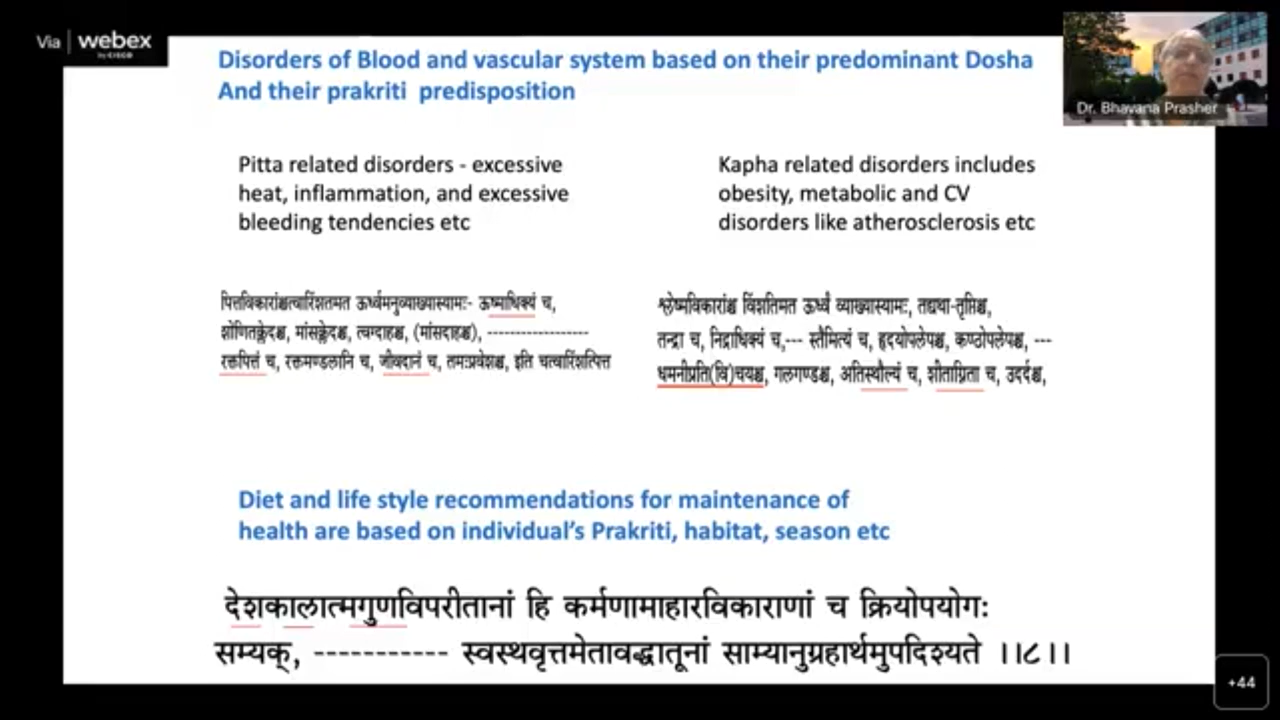 Via webex
by CISCO
Disorders of Blood and vascular system based on their predominant Dosha
And their prakriti predisposition
Dr. Bhavana Prasher
Pitta related disorders - excessive
heat, inflammation, and excessive
bleeding tendencies etc
Kapha related disorders includes
obesity, metabolic and CV
disorders like atherosclerosis etc
पित्तविकारांश्चत्वारिंशतमत ऊर्ध्वमनुव्याख्यास्यामः- ऊष्माधिक्यं च,
शोणितक्लेदश्च, मांसक्लेदश्च, त्वग्दाहश्च, (मांसदाहश्च), -------------------
रक्तपित्तं च, रक्तमण्डलानि च, जीवदानं च, तमःप्रवेशश्च, इति चत्वारिंशत्पित्त
श्लेष्मविकारांश्च विंशतिमत ऊर्ध्वं व्याख्यास्यामः, तद्यथा-तृप्तिश्च,
तन्द्रा च, निद्राधिक्यं च,--- स्तैमित्यं च, हृदयोपलेपश्च, कण्ठोपलेपश्च, ---
धमनीप्रति(वि)चयश्च, गलगण्डश्च, अतिस्थौल्यं च, शीताग्निता च, उदर्दश्च,
Diet and life style recommendations for maintenance of
health are based on individual’s Prakriti, habitat, season etc
देशकालात्मगुणविपरीतानां हि कर्मणामाहारविकाराणां च क्रियोपयोगः
सम्यक्, ----------- स्वस्थवृत्तमेतावद्धातूनां साम्यानुग्रहार्थमुपदिश्यते ।।८।।
+44